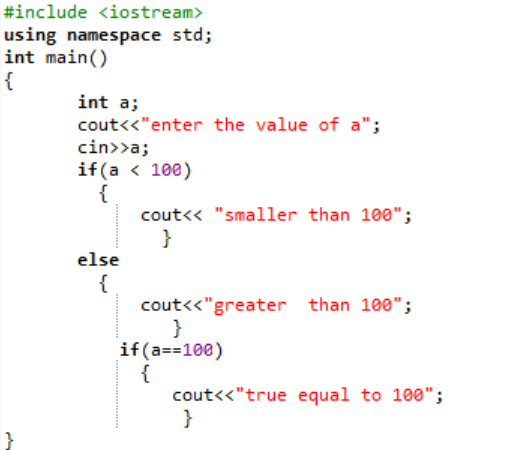 #include <iostream>
using namespace std;
int main()
{
int a;
cout<<"enter the value of a";
cin>>a;
if(a < 100)
{
cout<< "smaller than 100";
}
else
{
cout<<"greater  than 100";
}
if(a==100)
{
cout<<"true equal to 100";
}
}